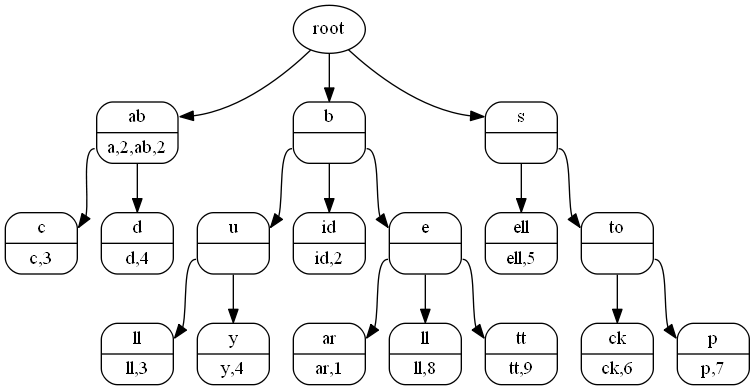 root
ab
a,2,ab,2
b
s
c
c,3
d
d,4
u
id
id,2
e
ell
ell,5
to
ll
ll,3
y
y,4
ar
ar,1
ll
ll,8
tt
tt,9
ck
ck,6
p
p,7